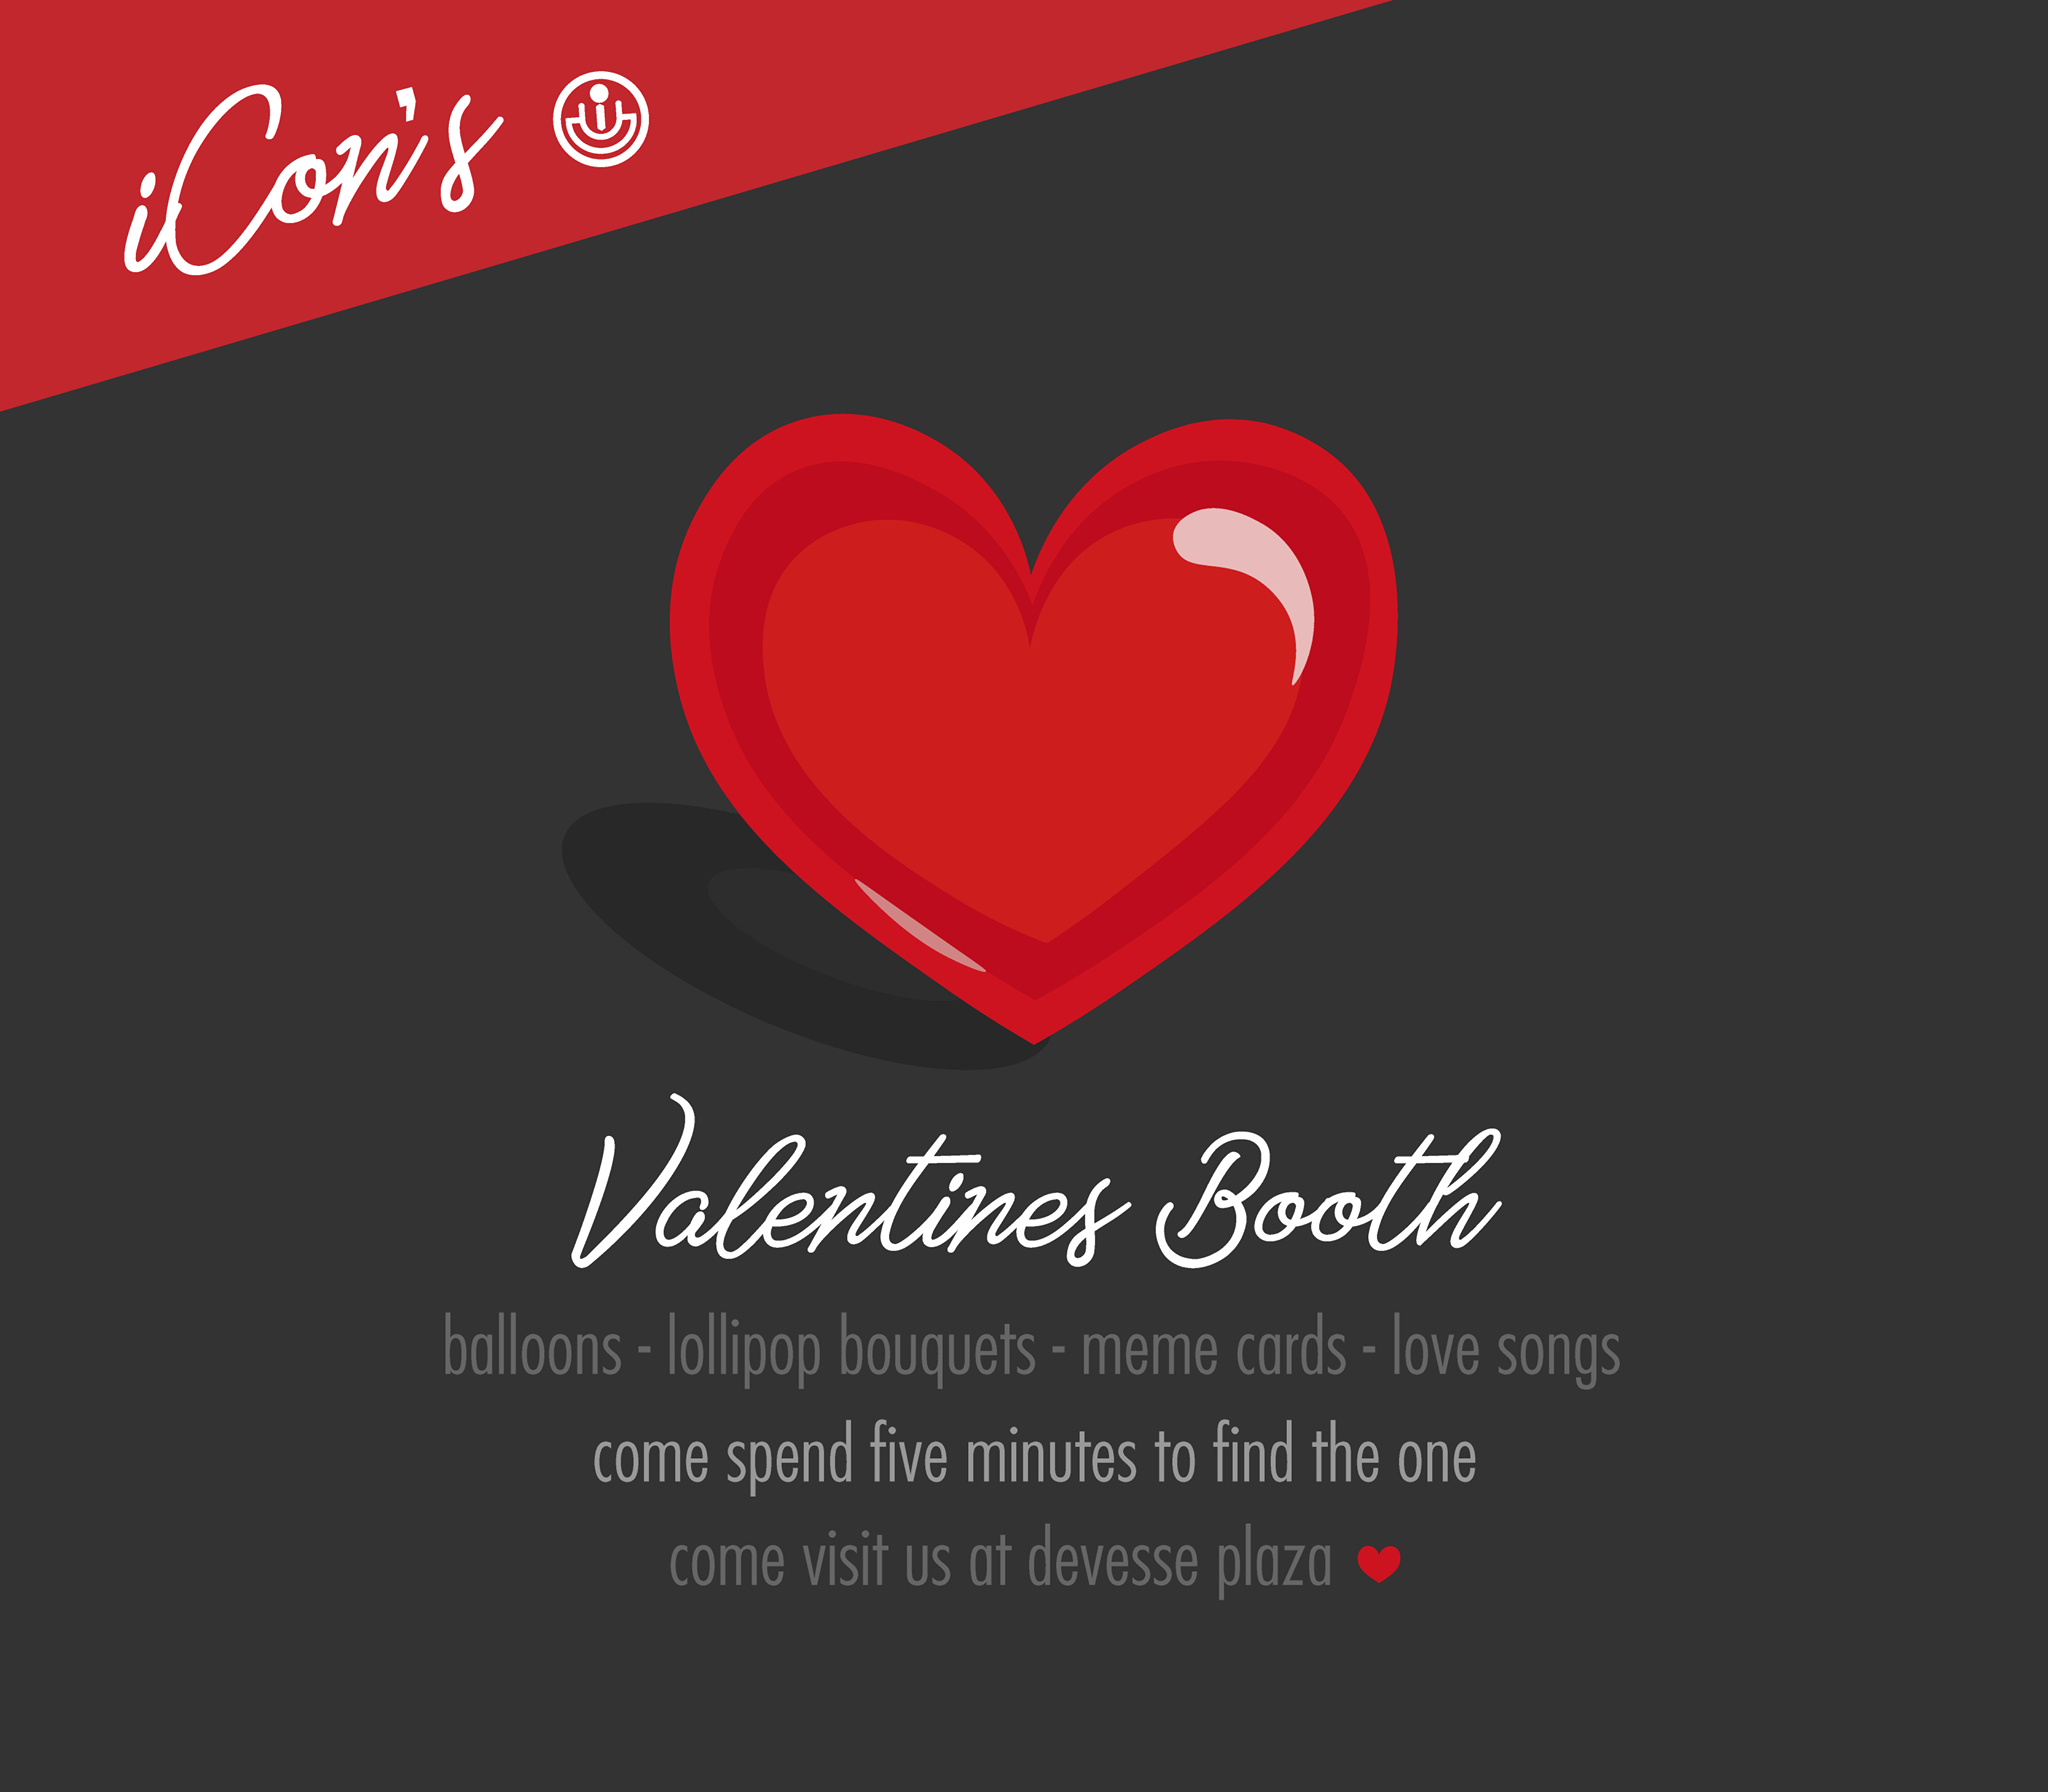 iCon's
Valentines Booth
balloons - lollipop bouquets - meme cards - love songs
come spend five minutes to find the one
come visit us at devesse plaza